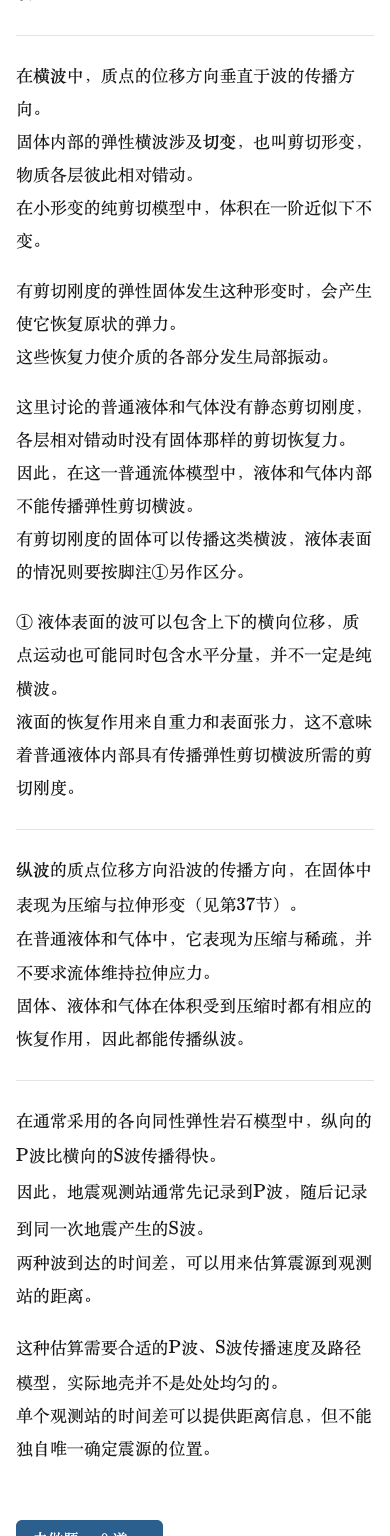 在横波中，质点的位移方向垂直于波的传播方
向。
固体内部的弹性横波涉及切变，也叫剪切形变，
物质各层彼此相对错动。
在小形变的纯剪切模型中，体积在一阶近似下不
变。
有剪切刚度的弹性固体发生这种形变时，会产生
使它恢复原状的弹力。
这些恢复力使介质的各部分发生局部振动。
这里讨论的普通液体和气体没有静态剪切刚度，
各层相对错动时没有固体那样的剪切恢复力。
因此，在这一普通流体模型中，液体和气体内部
不能传播弹性剪切横波。
有剪切刚度的固体可以传播这类横波，液体表面
的情况则要按脚注①另作区分。
① 液体表面的波可以包含上下的横向位移，质
点运动也可能同时包含水平分量，并不一定是纯
横波。
液面的恢复作用来自重力和表面张力，这不意味
着普通液体内部具有传播弹性剪切横波所需的剪
切刚度。
纵波的质点位移方向沿波的传播方向，在固体中
表现为压缩与拉伸形变（见第37节）。
在普通液体和气体中，它表现为压缩与稀疏，并
不要求流体维持拉伸应力。
固体、液体和气体在体积受到压缩时都有相应的
恢复作用，因此都能传播纵波。
在通常采用的各向同性弹性岩石模型中，纵向的
P波比横向的S波传播得快。
因此，地震观测站通常先记录到P波，随后记录
到同一次地震产生的S波。
两种波到达的时间差，可以用来估算震源到观测
站的距离。
这种估算需要合适的P波、S波传播速度及路径
模型，实际地壳并不是处处均匀的。
单个观测站的时间差可以提供距离信息，但不能
独自唯一确定震源的位置。